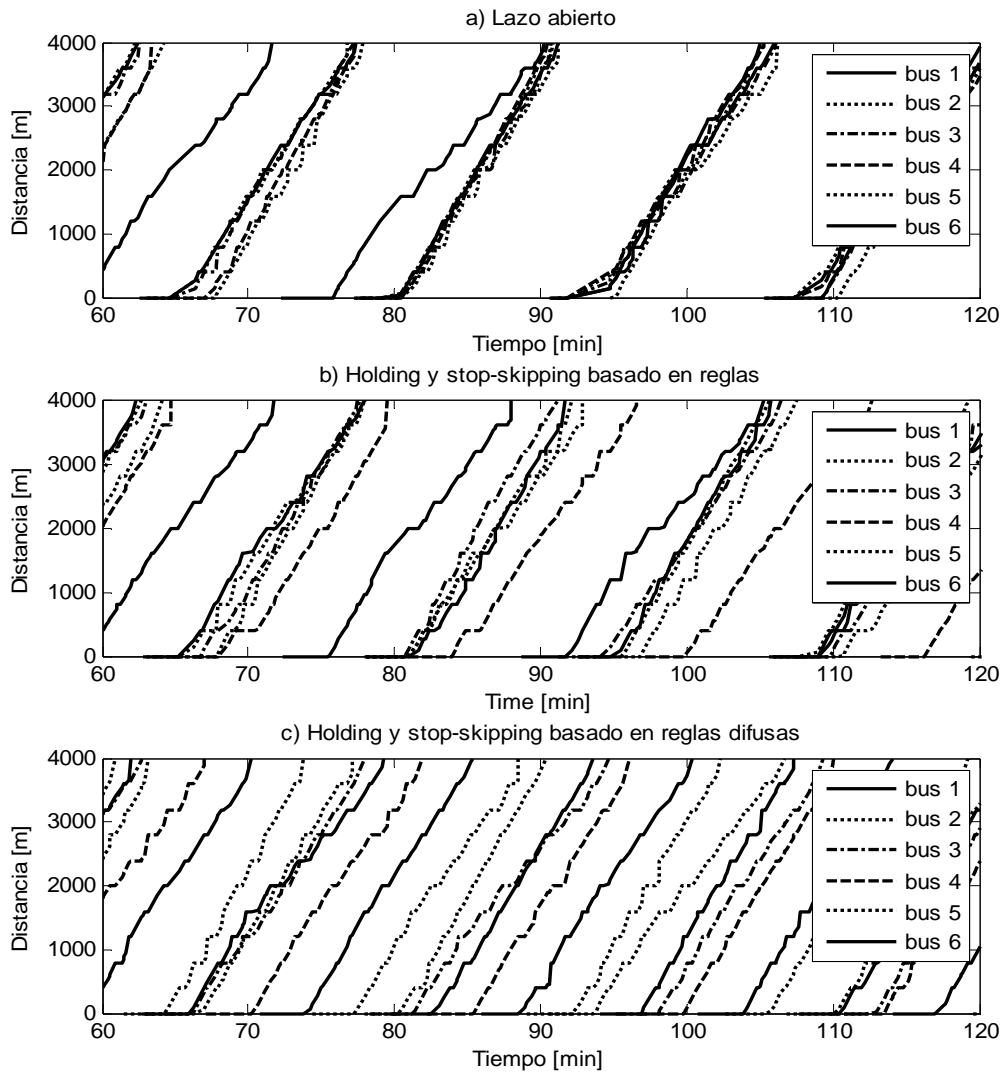 a) Lazo abierto
4000
3000
2000
1000
0
Distancia [m]
60
70
80
90
100
110
120
Tiempo [min]
bus 1
bus 2
bus 3
bus 4
bus 5
bus 6
b) Holding y stop-skipping basado en reglas
4000
3000
2000
1000
0
Distancia [m]
60
70
80
90
100
110
120
Time [min]
bus 1
bus 2
bus 3
bus 4
bus 5
bus 6
c) Holding y stop-skipping basado en reglas difusas
4000
3000
2000
1000
0
Distancia [m]
60
70
80
90
100
110
120
Tiempo [min]
bus 1
bus 2
bus 3
bus 4
bus 5
bus 6